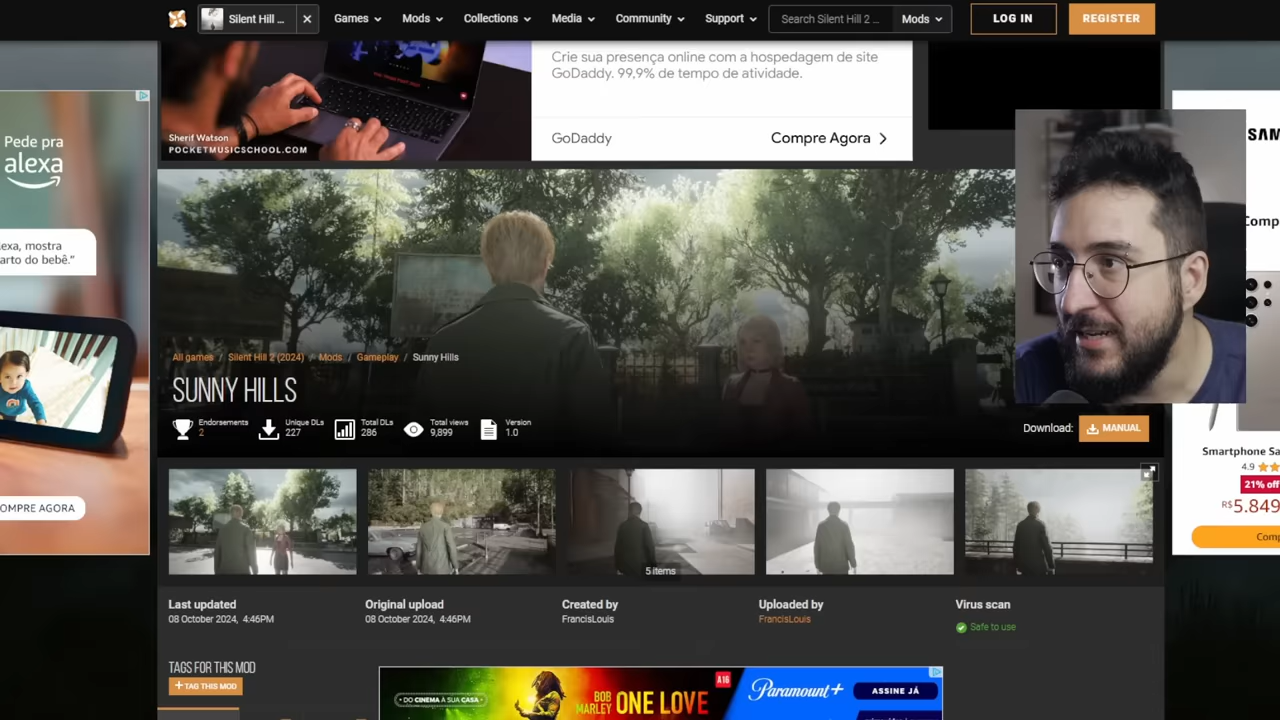 Silent Hill ...
Games
Mods
Collections
Media
Community
Support
Search Silent Hill 2 ...
Mods
LOG IN
REGISTER
Crie sua presença online com a hospedagem de site
GoDaddy. 99,9% de tempo de atividade.
Sherif Watson
POCKETMUSICSCHOOL.COM
GoDaddy
Compre Agora
Pede pra
alexa
exa, mostra
arto do bebê."
OMPRE AGORA
SAM
Comp
All games / Silent Hill 2 (2024) / Mods / Gameplay / Sunny Hills
SUNNY HILLS
Endorsements
2
Unique DLs
227
Total DLs
286
Total views
9,899
Version
1.0
Download:
MANUAL
Smartphone Sa
4.9
21% off
R$5.849
Comp
5 items
Last updated
08 October 2024, 4:46PM
Original upload
08 October 2024, 4:46PM
Created by
FrancisLouis
Uploaded by
FrancisLouis
Virus scan
Safe to use
TAGS FOR THIS MOD
+ TAG THIS MOD
DO CINEMA À SUA CASA
BOB
MARLEY
ONE LOVE
A16
Paramount+
ASSINE JÁ